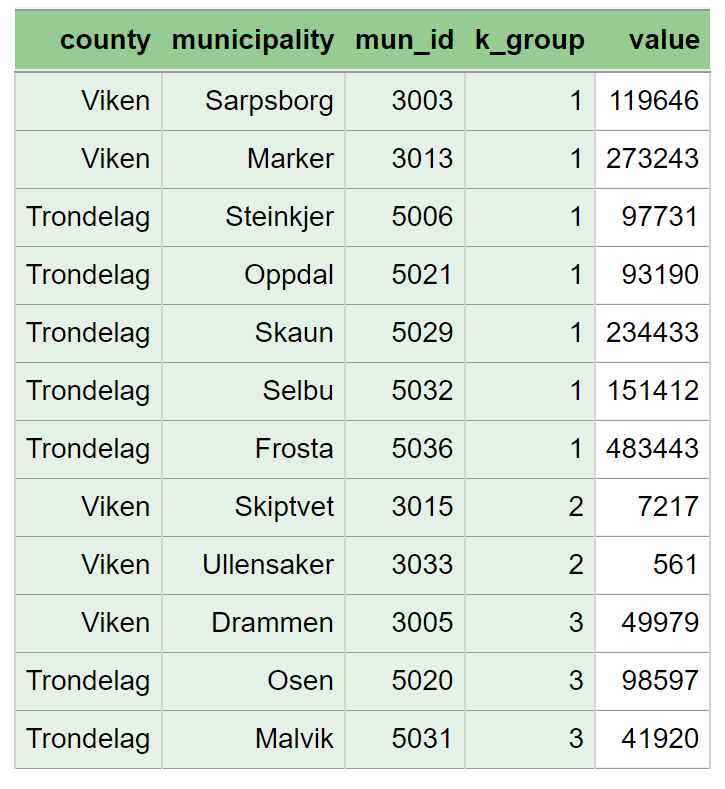 county municipality mun_id k_group value
Viken Sarpsborg 3003 1 119646
Viken Marker 3013 1 273243
Trondelag Steinkjer 5006 1 97731
Trondelag Oppdal 5021 1 93190
Trondelag Skaun 5029 1 234433
Trondelag Selbu 5032 1 151412
Trondelag Frosta 5036 1 483443
Viken Skiptvet 3015 2 7217
Viken Ullensaker 3033 2 561
Viken Drammen 3005 3 49979
Trondelag Osen 5020 3 98597
Trondelag Malvik 5031 3 41920